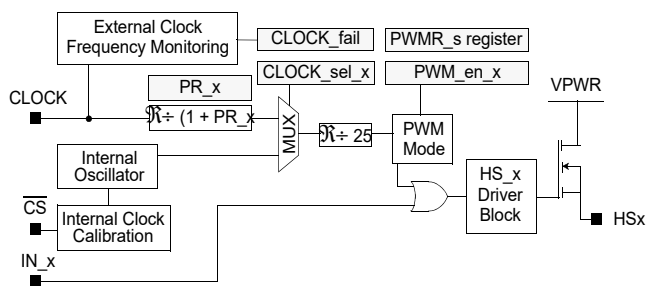 External Clock
Frequency Monitoring
CLOCK_fail
PWMR_s register
CLOCK_sel_x
PWM_en_x
PR_x
VPWR
CLOCK
ℜ÷ (1 + PR_x
MUX
ℜ÷ 25
PWM
Mode
Internal
Oscillator
HS_x
Driver
Block
CS
Internal Clock
Calibration
HSx
IN_x